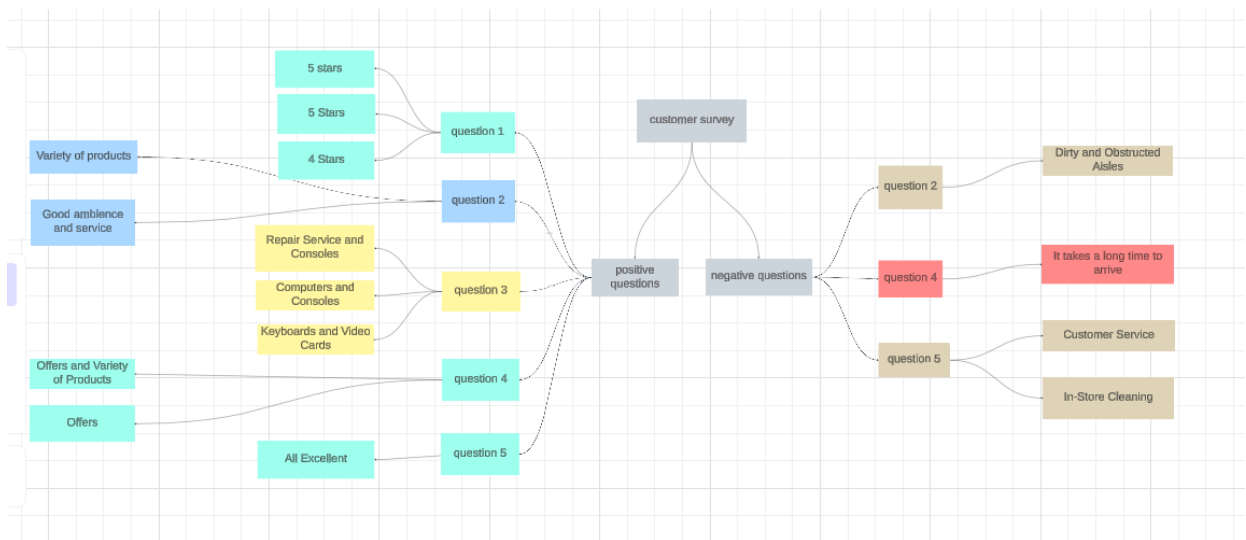 customer survey
positive
questions
negative questions
question 1
5 stars
5 Stars
4 Stars
question 2
Variety of products
Good ambience
and service
question 3
Repair Service and
Consoles
Computers and
Consoles
Keyboards and Video
Cards
question 4
Offers and Variety
of Products
Offers
question 5
All Excellent
question 2
Dirty and Obstructed
Aisles
question 4
It takes a long time to
arrive
question 5
Customer Service
In-Store Cleaning